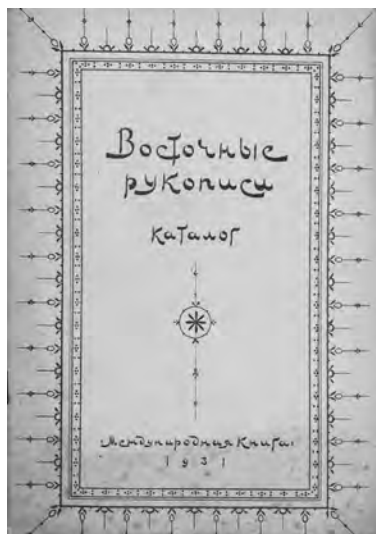 Восточные
рукописи
каталог
Международная Книга
1931